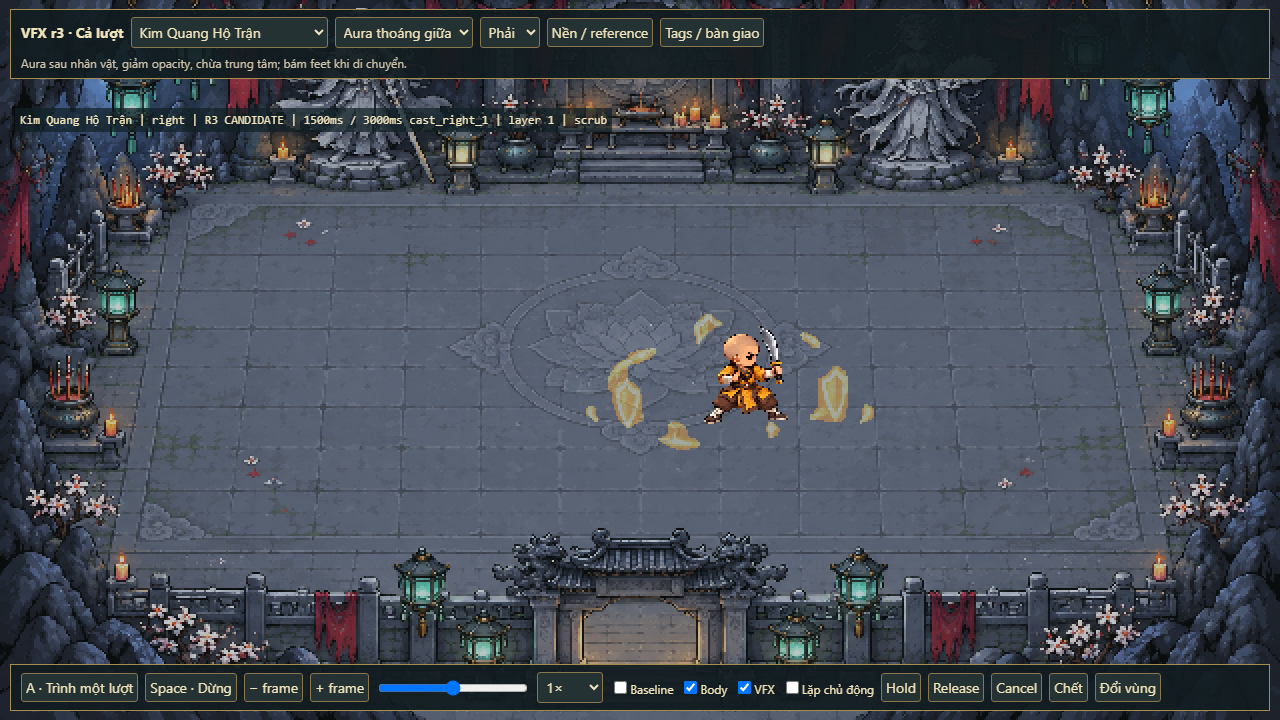 VFX r3 · Cả lượt Kim Quang Hộ Trận Aura thoáng giữa Phải Nền / reference Tags / bàn giao
Aura sau nhân vật, giảm opacity, chừa trung tâm; bám feet khi di chuyển.
Kim Quang Hộ Trận | right | R3 CANDIDATE | 1500ms / 3000ms cast_right_1 | layer 1 | scrub
A · Trình một lượt Space · Dừng − frame + frame 1× Baseline Body VFX Lặp chủ động Hold Release Cancel Chết Đổi vùng